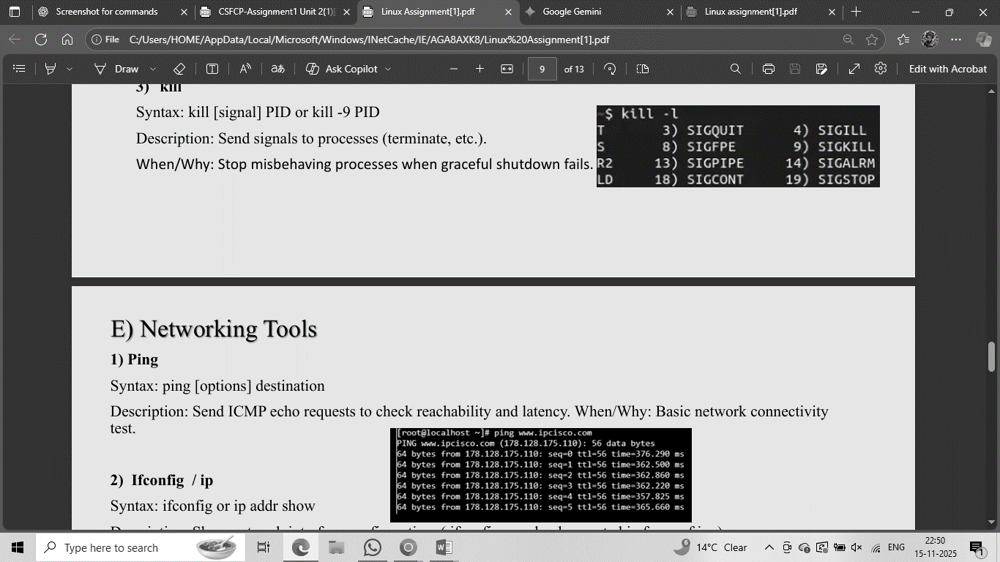 Screenshot for commands
CSFCP-Assignment1 Unit 2(1)[
Linux Assignment[1].pdf
Google Gemini
Linux assignment[1].pdf
File
C:/Users/HOME/AppData/Local/Microsoft/Windows/INetCache/IE/AGA8AXK8/Linux%20Assignment[1].pdf
Draw
Ask Copilot
9 of 13
Edit with Acrobat
3) kill
Syntax: kill [signal] PID or kill -9 PID
Description: Send signals to processes (terminate, etc.).
When/Why: Stop misbehaving processes when graceful shutdown fails.
~$ kill -l
T 3) SIGQUIT 4) SIGILL
S 8) SIGFPE 9) SIGKILL
R2 13) SIGPIPE 14) SIGALRM
LD 18) SIGCONT 19) SIGSTOP
E) Networking Tools
1) Ping
Syntax: ping [options] destination
Description: Send ICMP echo requests to check reachability and latency. When/Why: Basic network connectivity
test.
[root@localhost ~]# ping www.ipcisco.com
PING www.ipcisco.com (178.128.175.110): 56 data bytes
64 bytes from 178.128.175.110: seq=0 ttl=56 time=376.290 ms
64 bytes from 178.128.175.110: seq=1 ttl=56 time=362.500 ms
64 bytes from 178.128.175.110: seq=2 ttl=56 time=362.860 ms
64 bytes from 178.128.175.110: seq=3 ttl=56 time=362.220 ms
64 bytes from 178.128.175.110: seq=4 ttl=56 time=357.825 ms
64 bytes from 178.128.175.110: seq=5 ttl=56 time=365.660 ms
2) Ifconfig / ip
Syntax: ifconfig or ip addr show
Type here to search
14°C Clear
ENG
22:50
15-11-2025
1